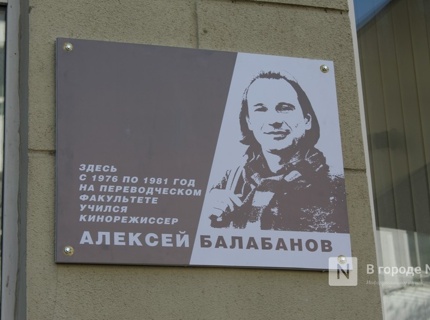 ЗДЕСЬ
С 1976 ПО 1981 ГОД
НА ПЕРЕВОДЧЕСКОМ
ФАКУЛЬТЕТЕ
УЧИЛСЯ
КИНОРЕЖИССЕР
АЛЕКСЕЙ БАЛАБАНОВ
N В городе N